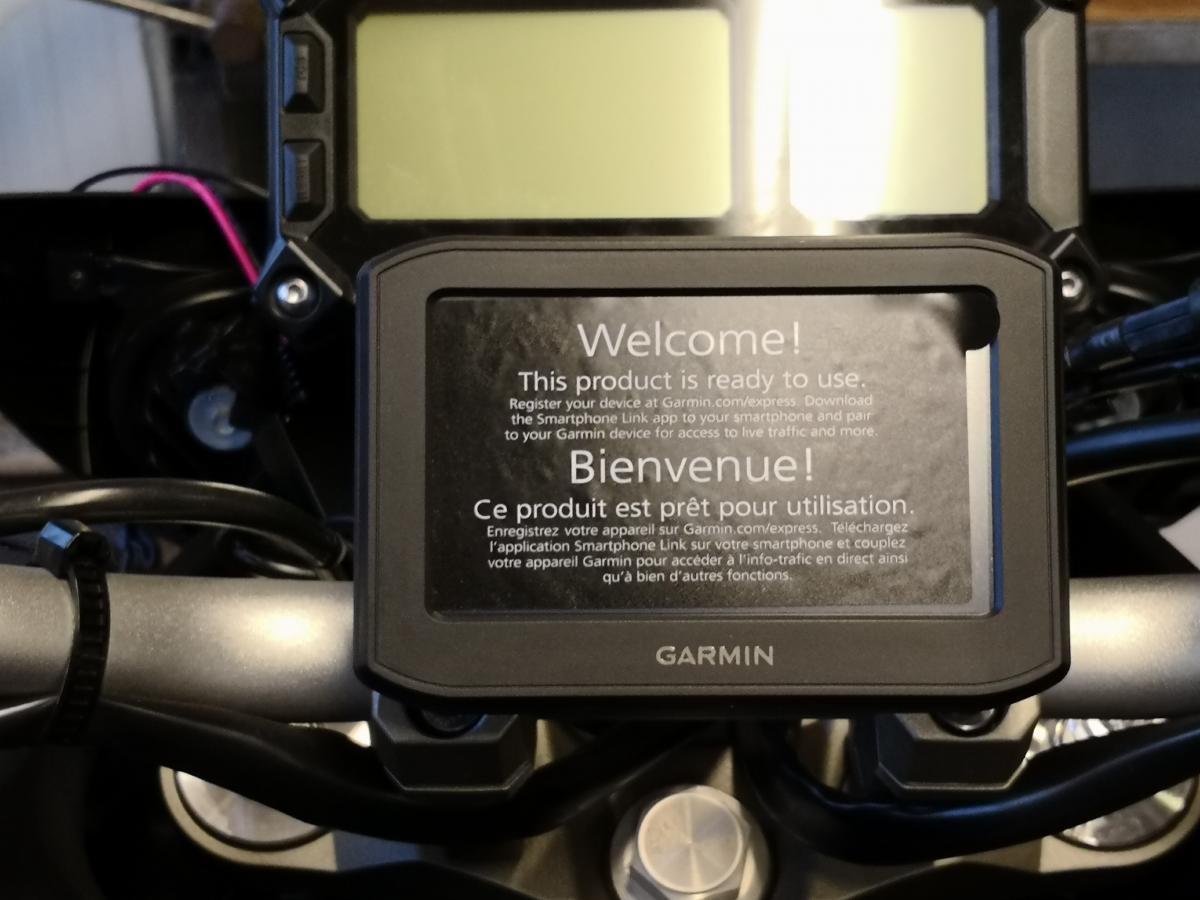 Welcome!
This product is ready to use.
Register your device at Garmin.com/express. Download
the Smartphone Link app to your smartphone and pair
to your Garmin device for access to live traffic and more.
Bienvenue!
Ce produit est prêt pour utilisation.
Enregistrez votre appareil sur Garmin.com/express. Téléchargez
l'application Smartphone Link sur votre smartphone et couplez
votre appareil Garmin pour accéder à l'info-trafic en direct ainsi
qu'à bien d'autres fonctions.
GARMIN